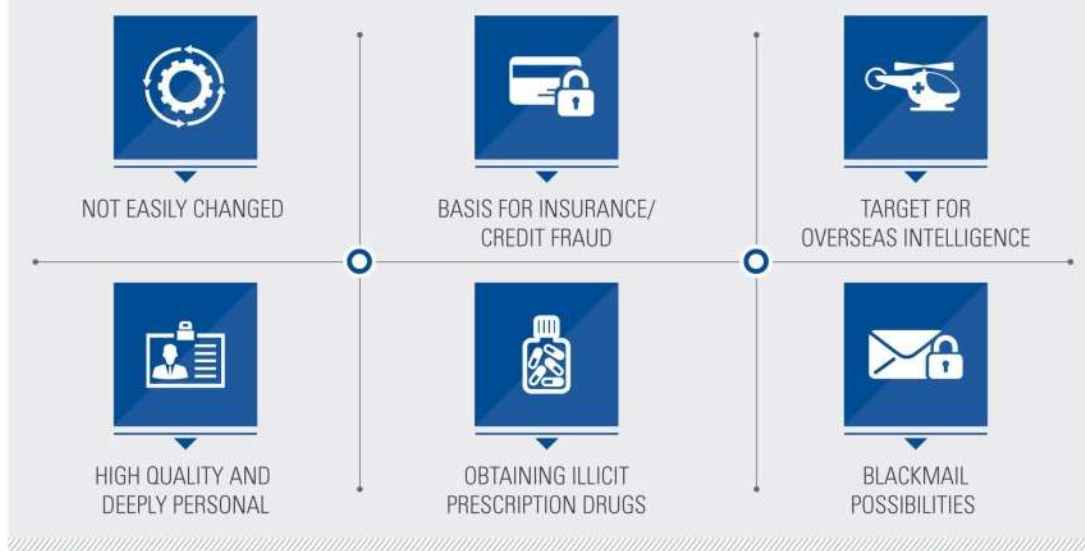 NOT EASILY CHANGED
BASIS FOR INSURANCE/
CREDIT FRAUD
TARGET FOR
OVERSEAS INTELLIGENCE
HIGH QUALITY AND
DEEPLY PERSONAL
OBTAINING ILLICIT
PRESCRIPTION DRUGS
BLACKMAIL
POSSIBILITIES